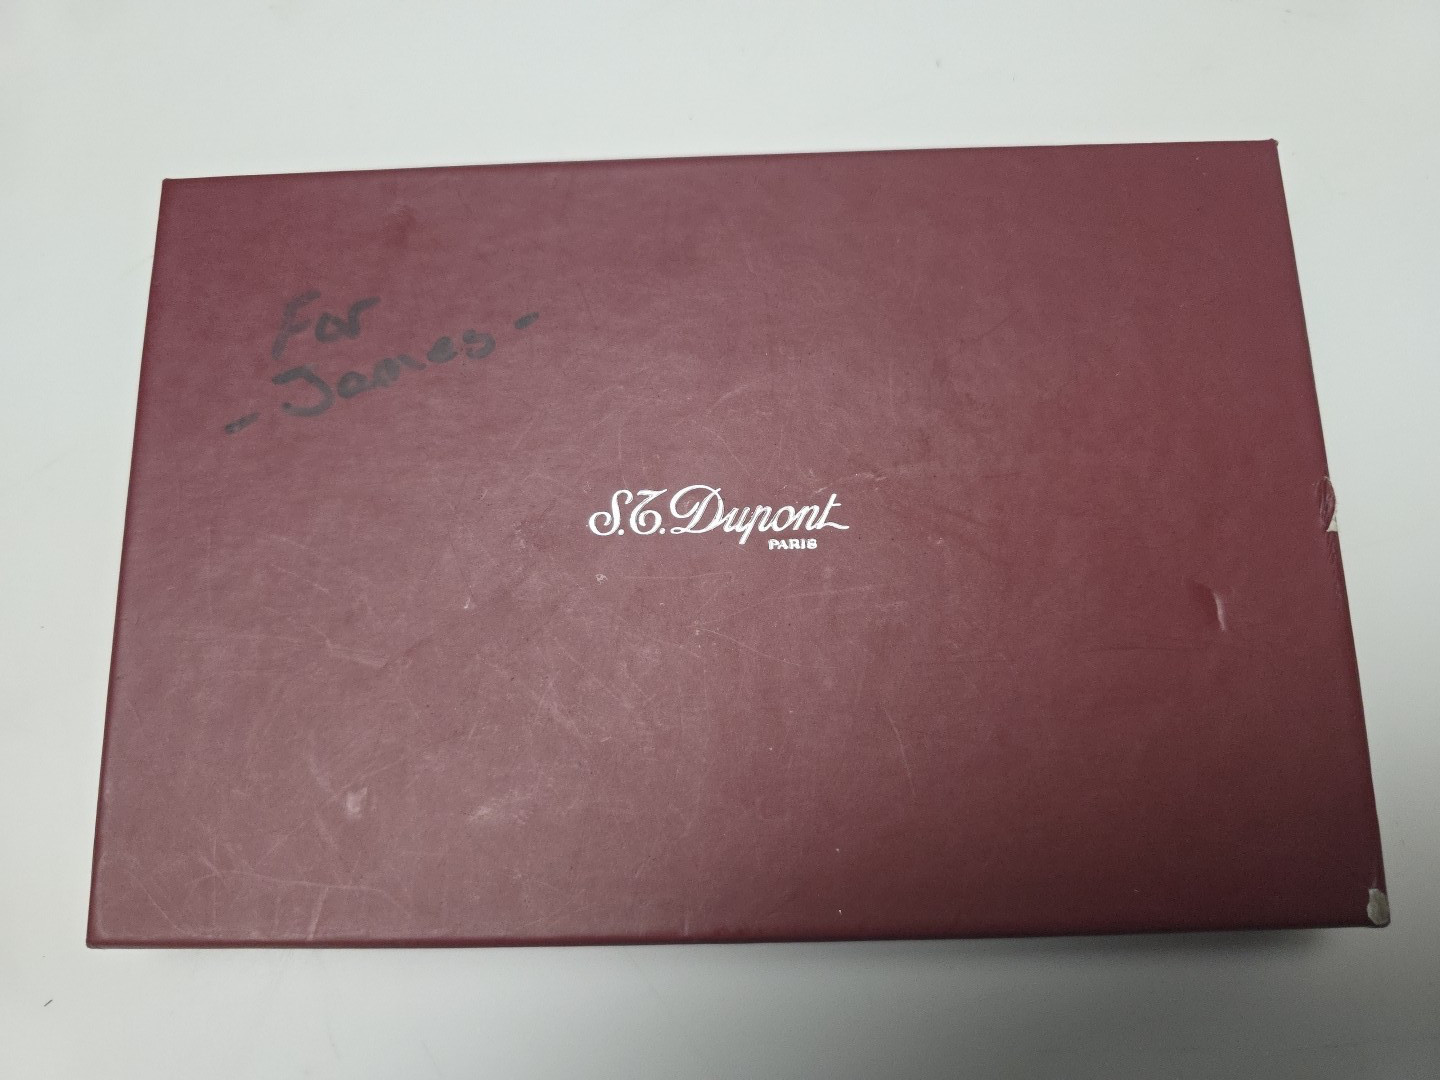 For
- James -
S.T. Dupont
PARIS